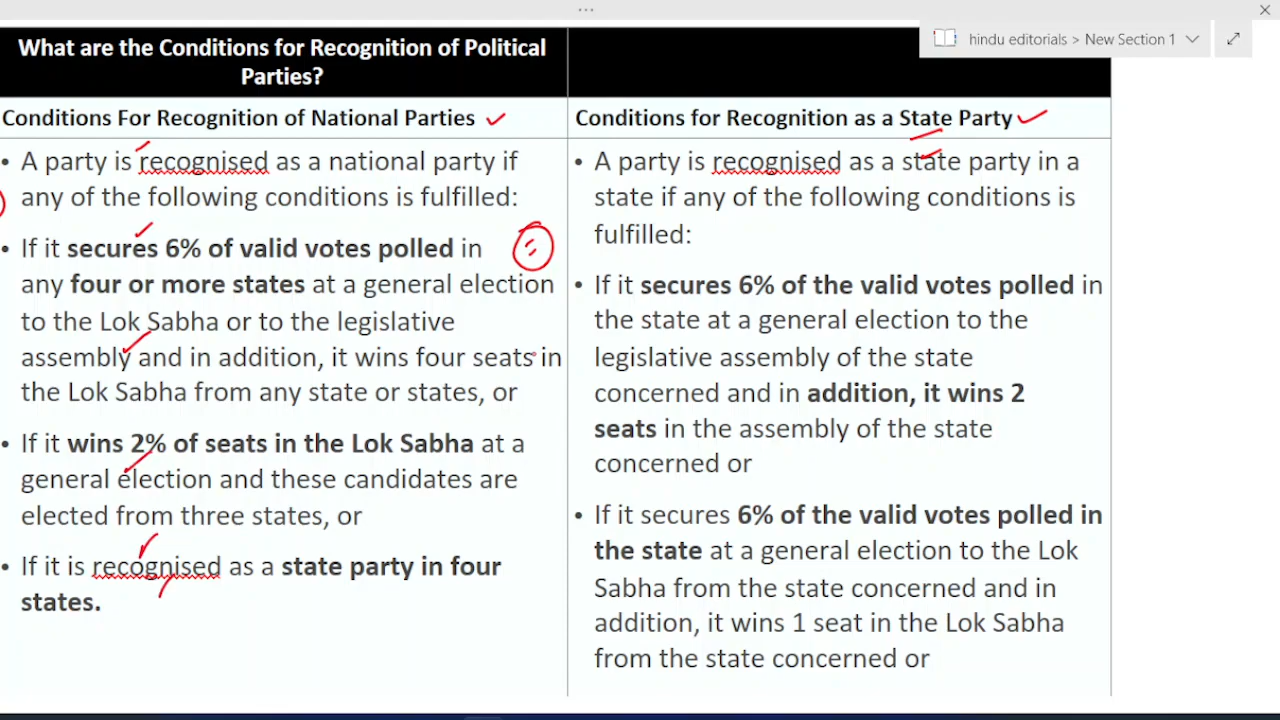 hindu editorials > New Section 1
What are the Conditions for Recognition of Political
Parties?
Conditions For Recognition of National Parties
• A party is recognised as a national party if
any of the following conditions is fulfilled:
• If it secures 6% of valid votes polled in
any four or more states at a general election
to the Lok Sabha or to the legislative
assembly and in addition, it wins four seats in
the Lok Sabha from any state or states, or
• If it wins 2% of seats in the Lok Sabha at a
general election and these candidates are
elected from three states, or
• If it is recognised as a state party in four
states.
Conditions for Recognition as a State Party
• A party is recognised as a state party in a
state if any of the following conditions is
fulfilled:
• If it secures 6% of the valid votes polled in
the state at a general election to the
legislative assembly of the state
concerned and in addition, it wins 2
seats in the assembly of the state
concerned or
• If it secures 6% of the valid votes polled in
the state at a general election to the Lok
Sabha from the state concerned and in
addition, it wins 1 seat in the Lok Sabha
from the state concerned or